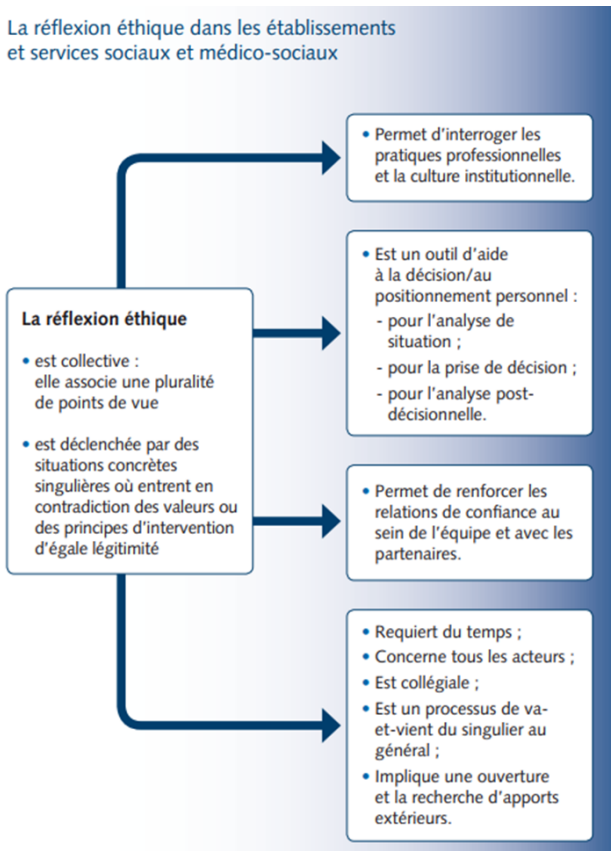 La réflexion éthique dans les établissements
et services sociaux et médico-sociaux
La réflexion éthique
• est collective :
elle associe une pluralité
de points de vue
• est déclenchée par des
situations concrètes
singulières où entrent en
contradiction des valeurs ou
des principes d'intervention
d'égale légitimité
• Permet d'interroger les
pratiques professionnelles
et la culture institutionnelle.
• Est un outil d'aide
à la décision/au
positionnement personnel :
- pour l'analyse de
situation ;
- pour la prise de décision ;
- pour l'analyse post-
décisionnelle.
• Permet de renforcer les
relations de confiance au
sein de l'équipe et avec les
partenaires.
• Requiert du temps ;
• Concerne tous les acteurs ;
• Est collégiale ;
• Est un processus de va-
et-vient du singulier au
général ;
• Implique une ouverture
et la recherche d'apports
extérieurs.